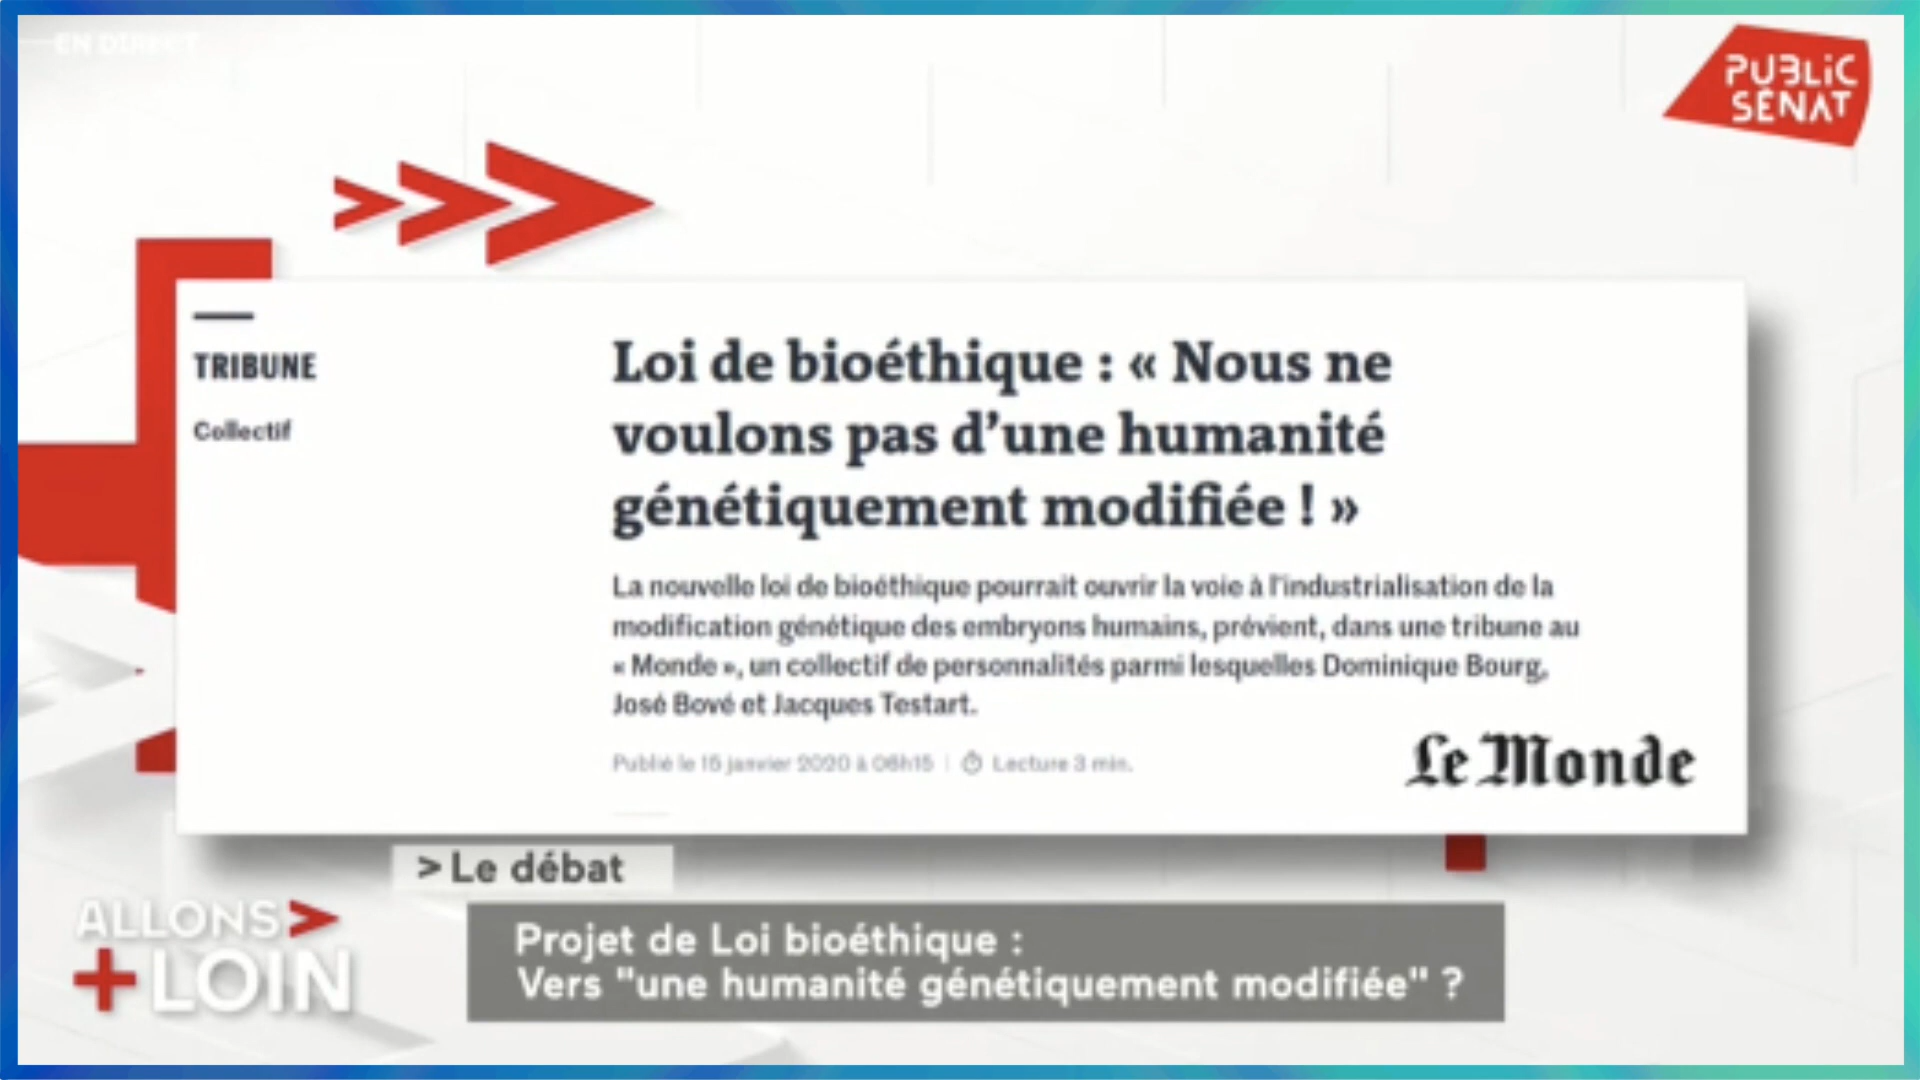 EN DIRECT
PUBLiC
SÉNAT
TRIBUNE
Collectif
Loi de bioéthique : « Nous ne
voulons pas d’une humanité
génétiquement modifiée ! »
La nouvelle loi de bioéthique pourrait ouvrir la voie à l’industrialisation de la
modification génétique des embryons humains, prévient, dans une tribune au
« Monde », un collectif de personnalités parmi lesquelles Dominique Bourg,
José Bové et Jacques Testart.
Publié le 15 janvier 2020 à 06h15 | Lecture 3 min.
Le Monde
> Le débat
ALLONS>
+LOIN
Projet de Loi bioéthique :
Vers "une humanité génétiquement modifiée" ?